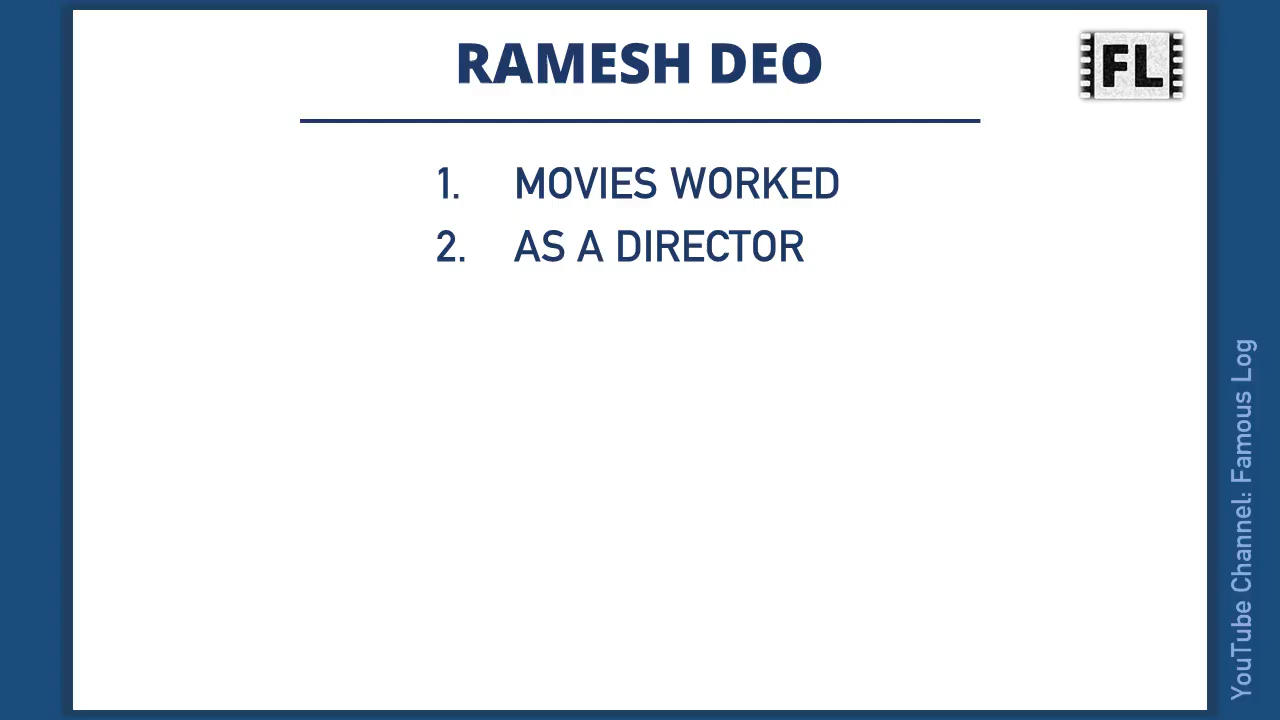 RAMESH DEO
FL
1. MOVIES WORKED
2. AS A DIRECTOR
YouTube Channel: Famous Log